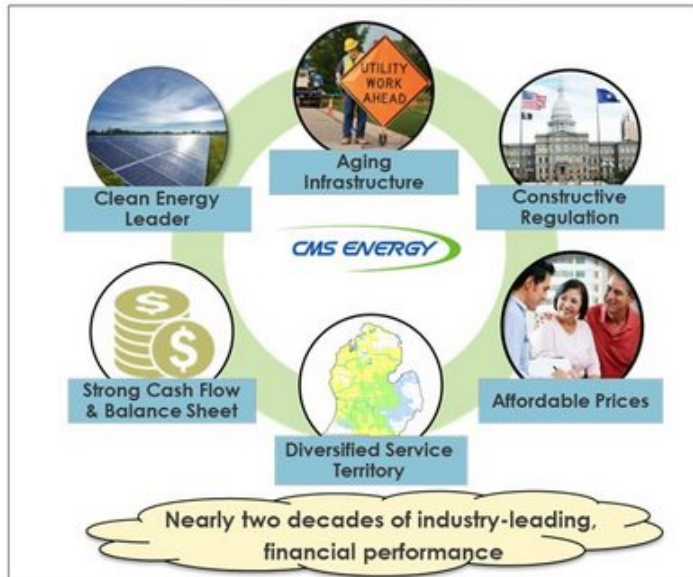 UTILITY
WORK
AHEAD
Aging
Infrastructure
Clean Energy
Leader
Constructive
Regulation
CMS ENERGY
$
$
Strong Cash Flow
& Balance Sheet
Affordable Prices
Diversified Service
Territory
Nearly two decades of industry-leading,
financial performance